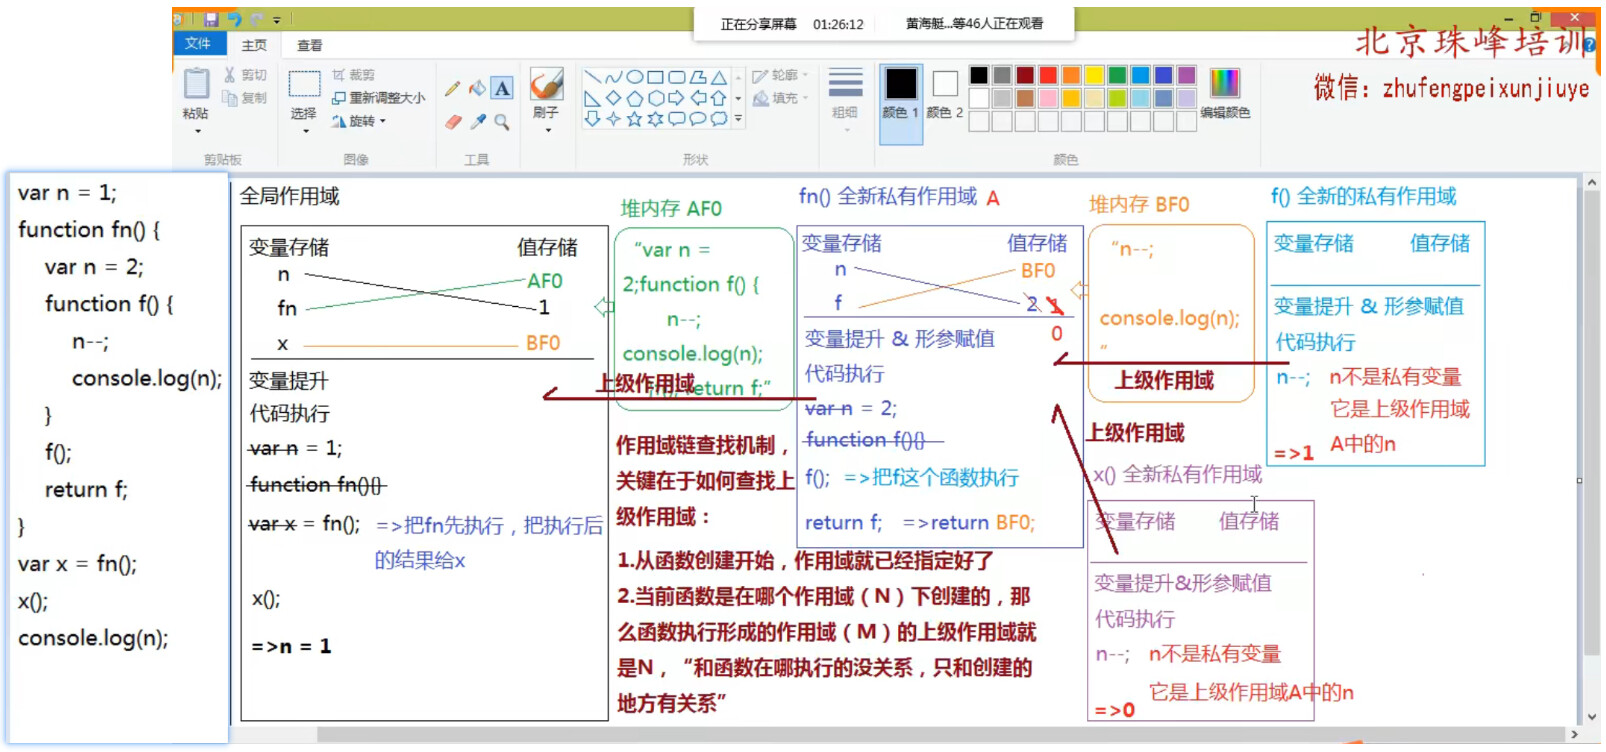 正在分享屏幕 01:26:12 黄海艇...等46人正在观看
北京珠峰培训
微信：zhufengpeixunjiuye
文件 主页 查看
粘贴
剪切
复制
剪贴板
选择
裁剪
重新调整大小
旋转
图像
工具
刷子
轮廓
填充
形状
粗细
颜色 1
颜色 2
编辑颜色
颜色
var n = 1;
function fn() {
var n = 2;
function f() {
n--;
console.log(n);
}
f();
return f;
}
var x = fn();
x();
console.log(n);
全局作用域
变量存储 值存储
n
AF0
fn
1
x
BF0
变量提升
代码执行
var n = 1;
function fn(){}
var x = fn(); =>把fn先执行，把执行后
的结果给x
x();
=>n = 1
堆内存 AF0
“var n =
2;function f() {
n--;
console.log(n);
return f;”
上级作用域
作用域链查找机制，
关键在于如何查找上
级作用域：
1.从函数创建开始，作用域就已经指定好了
2.当前函数是在哪个作用域（N）下创建的，那
么函数执行形成的作用域（M）的上级作用域就
是N，“和函数在哪执行的没关系，只和创建的
地方有关系”
fn() 全新私有作用域 A
变量存储 值存储
n
BF0
f
2 1
0
变量提升 & 形参赋值
代码执行
var n = 2;
function f(){}
f(); =>把f这个函数执行
return f; =>return BF0;
堆内存 BF0
“n--;
console.log(n);
”
上级作用域
上级作用域
f() 全新的私有作用域
变量存储 值存储
变量提升 & 形参赋值
代码执行
n--; n不是私有变量
它是上级作用域
A中的n
=>1
x() 全新私有作用域
变量存储 值存储
变量提升&形参赋值
代码执行
n--; n不是私有变量
它是上级作用域A中的n
=>0